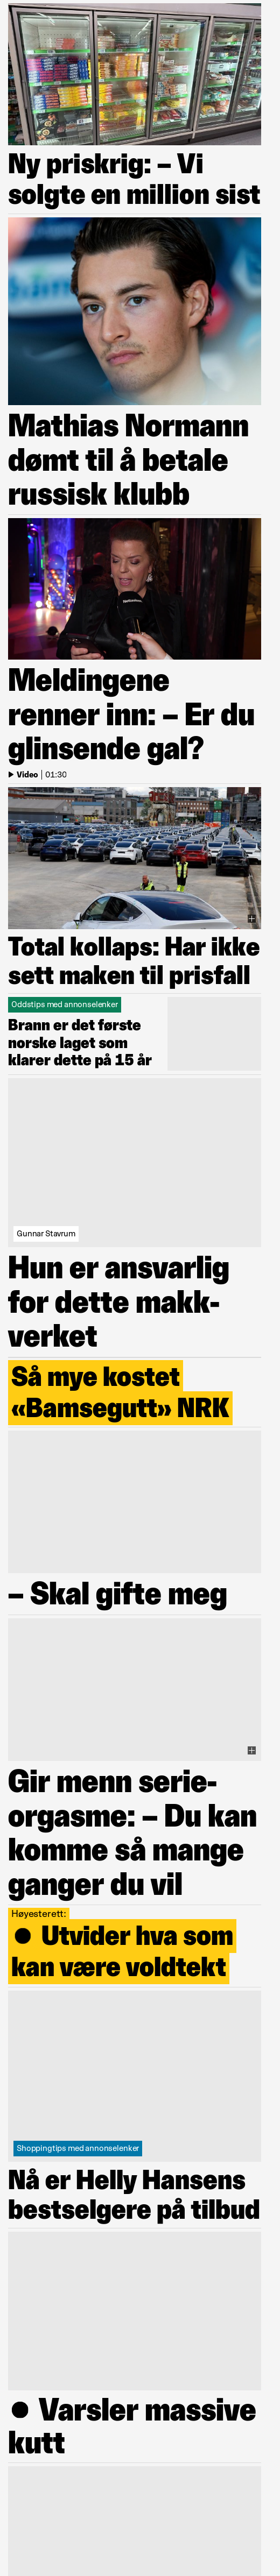 Ny priskrig: – Vi
solgte en million sist
Mathias Normann
dømt til å betale
russisk klubb
Meldingene
renner inn: – Er du
glinsende gal?
Video | 01:30
Total kollaps: Har ikke
sett maken til prisfall
Oddstips med annonselenker
Brann er det første
norske laget som
klarer dette på 15 år
Gunnar Stavrum
Hun er ansvarlig
for dette makk-
verket
Så mye kostet
«Bamsegutt» NRK
– Skal gifte meg
Gir menn serie-
orgasme: – Du kan
komme så mange
ganger du vil
Høyesterett:
● Utvider hva som
kan være voldtekt
Shoppingtips med annonselenker
Nå er Helly Hansens
bestselgere på tilbud
● Varsler massive
kutt